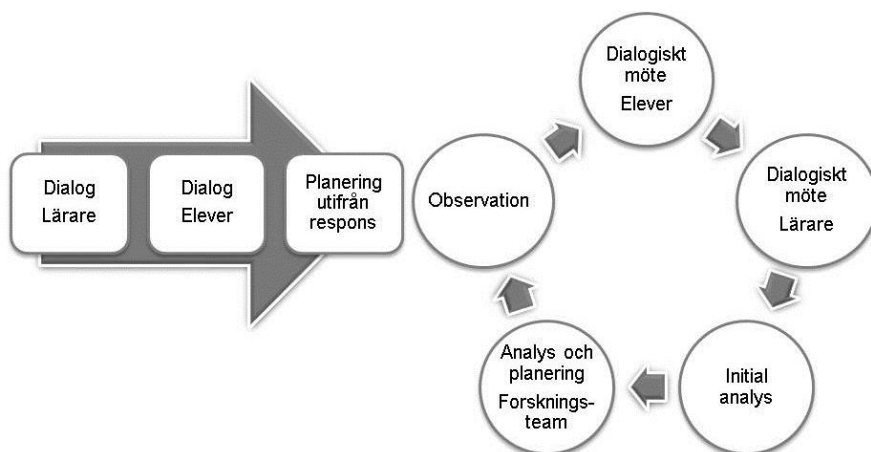 Dialog
Lärare
Dialog
Elever
Planering
utifrån
respons
Observation
Dialogiskt
möte
Elever
Dialogiskt
möte
Lärare
Initial
analys
Analys och
planering
Forsknings-
team